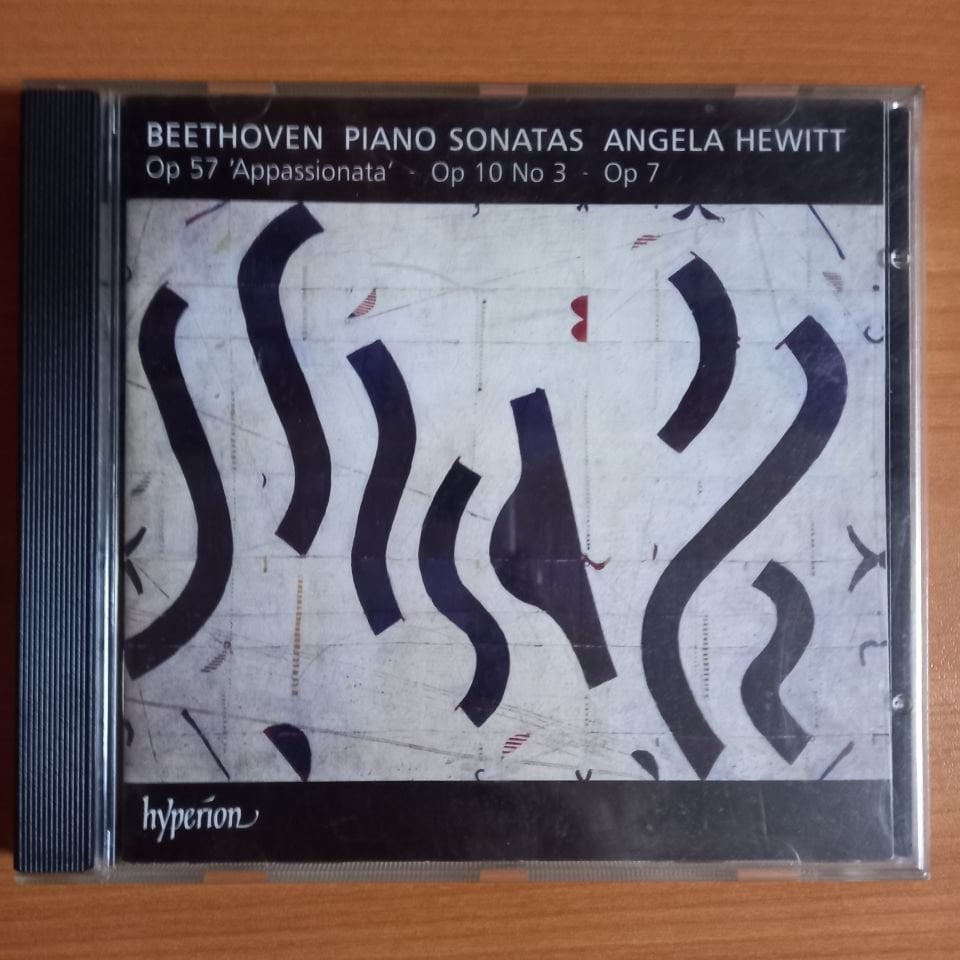 BEETHOVEN PIANO SONATAS ANGELA HEWITT
Op 57 'Appassionata' - Op 10 No 3 - Op 7
hyperion